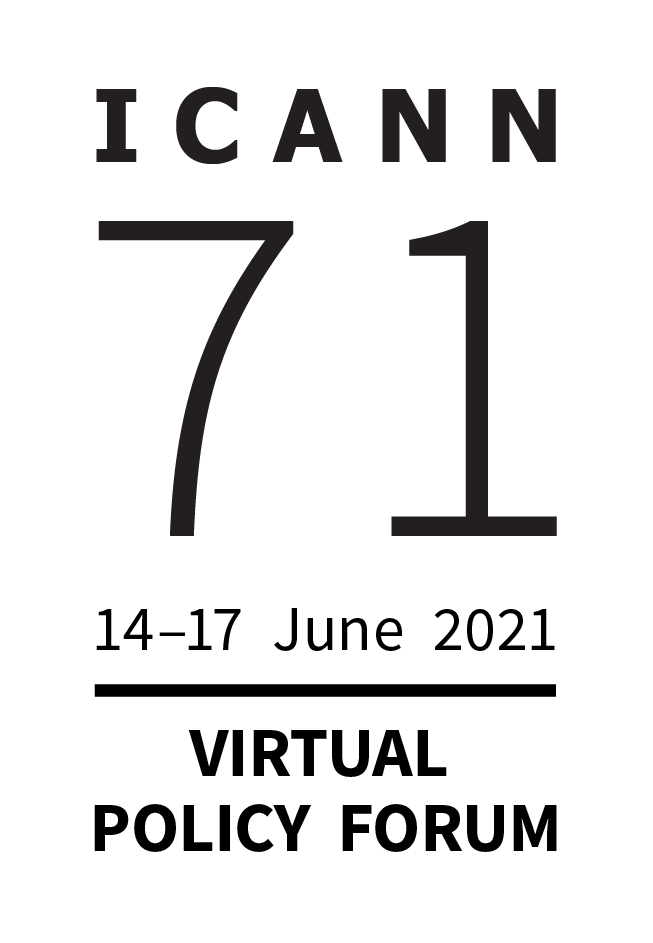 ICANN
71
14–17 June 2021
VIRTUAL
POLICY FORUM